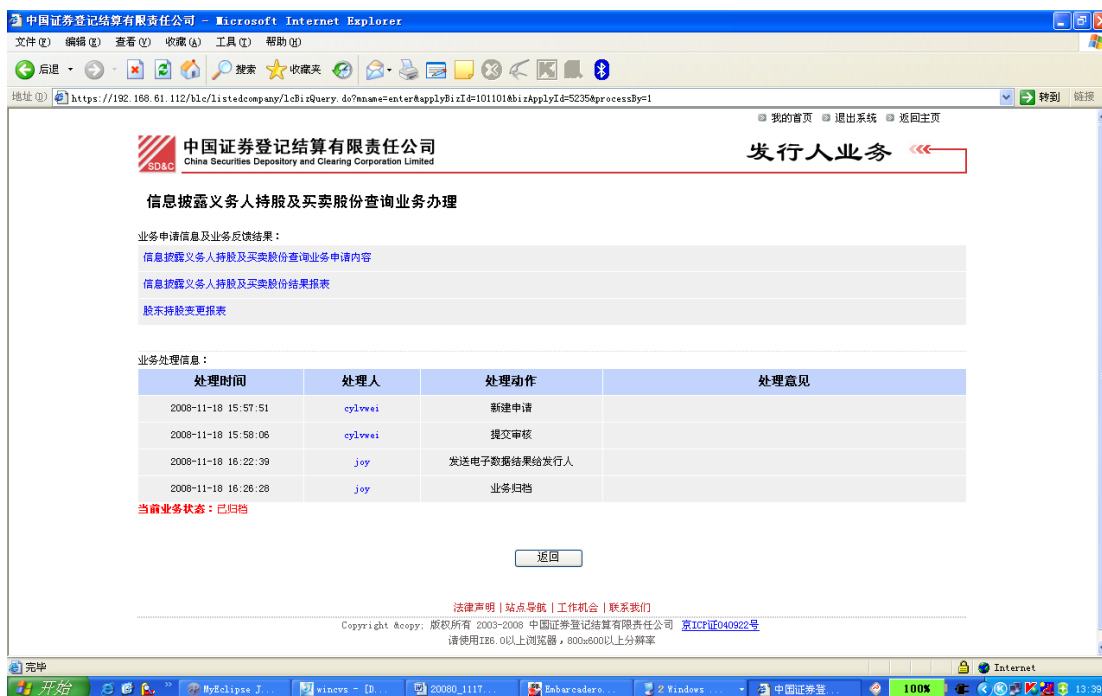 中国证券登记结算有限责任公司 - Microsoft Internet Explorer
文件(F) 编辑(E) 查看(V) 收藏(A) 工具(T) 帮助(H)
后退 搜索 收藏夹
地址(D) https://192.168.61.112/blc/listedcompany/lcBizQuery.do?mname=enter&applyBizId=101101&bizApplyId=5235&processBy=1 转到 链接
我的首页 退出系统 返回主页
SD&C 中国证券登记结算有限责任公司 发行人业务
China Securities Depository and Clearing Corporation Limited
信息披露义务人持股及买卖股份查询业务办理
业务申请信息及业务反馈结果：
信息披露义务人持股及买卖股份查询业务申请内容
信息披露义务人持股及买卖股份结果报表
股东持股变更报表
业务处理信息：
处理时间 处理人 处理动作 处理意见
2008-11-18 15:57:51 cylvwei 新建申请
2008-11-18 15:58:06 cylvwei 提交审核
2008-11-18 16:22:39 joy 发送电子数据结果给发行人
2008-11-18 16:26:28 joy 业务归档
当前业务状态：已归档
返回
法律声明 | 站点导航 | 工作机会 | 联系我们
Copyright &copy; 版权所有 2003-2008 中国证券登记结算有限责任公司 京ICP证040922号
请使用IE6.0以上浏览器，800x600以上分辨率
完毕 Internet
开始 MyEclipse J... wincvs - [D... 20080_1117... Embarcadero... 2 Windows ... 中国证券登... 100% 13:39